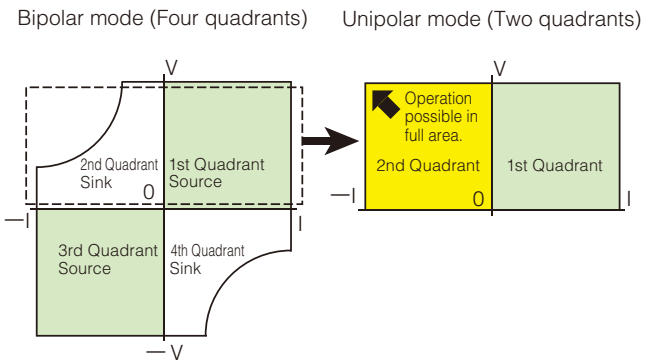 Bipolar mode (Four quadrants)
Unipolar mode (Two quadrants)
V
2nd Quadrant
Sink
1st Quadrant
Source
0
—I
I
3rd Quadrant
Source
4th Quadrant
Sink
— V
V
Operation
possible in
full area.
2nd Quadrant
1st Quadrant
—I
0
I